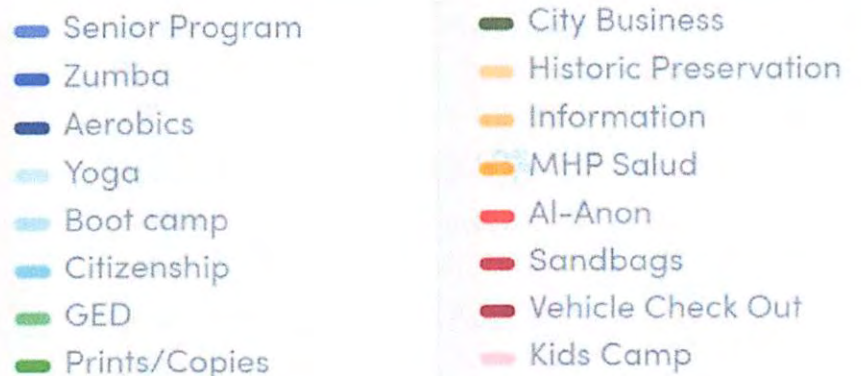 Senior Program
Zumba
Aerobics
Yoga
Boot camp
Citizenship
GED
Prints/Copies
City Business
Historic Preservation
Information
MHP Salud
Al-Anon
Sandbags
Vehicle Check Out
Kids Camp